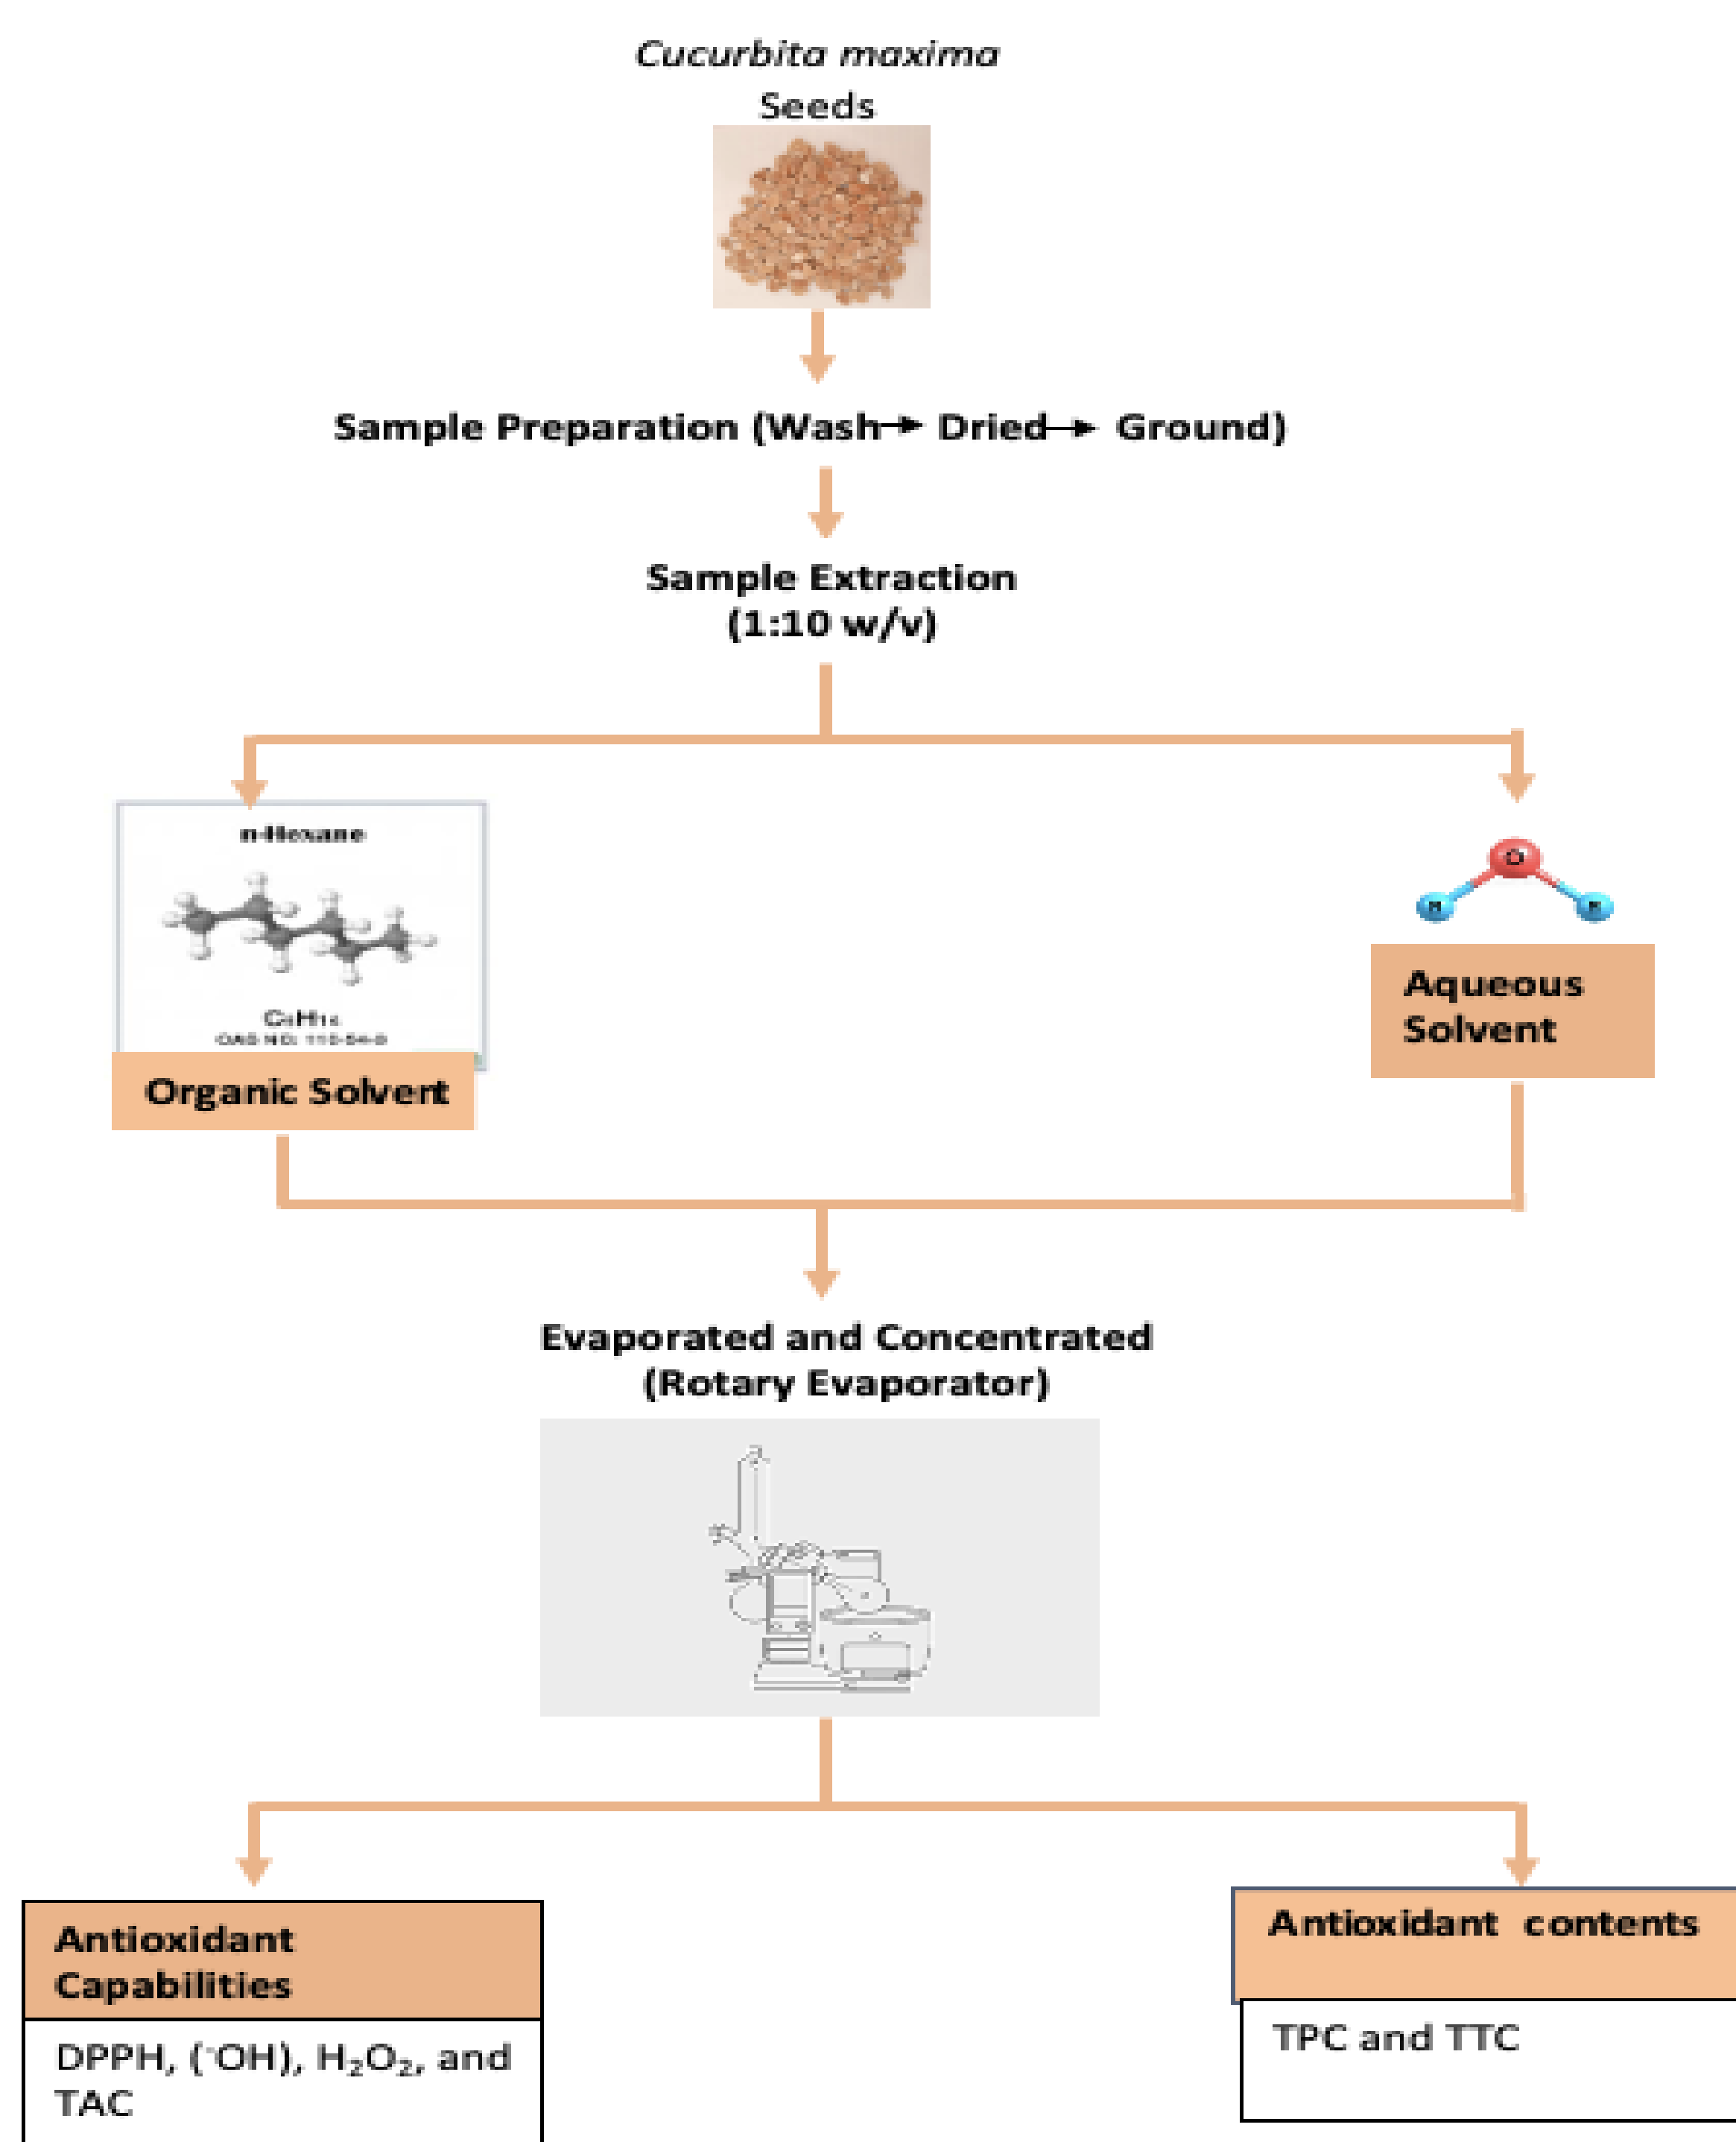 Cucurbita maxima
Seeds
Sample Preparation (Wash→ Dried→ Ground)
Sample Extraction
(1:10 w/v)
n-Hexane
O
H H
Aqueous
Solvent
Organic Solvent
Evaporated and Concentrated
(Rotary Evaporator)
Antioxidant
Capabilities
DPPH, (⁻OH), H₂O₂, and
TAC
Antioxidant contents
TPC and TTC